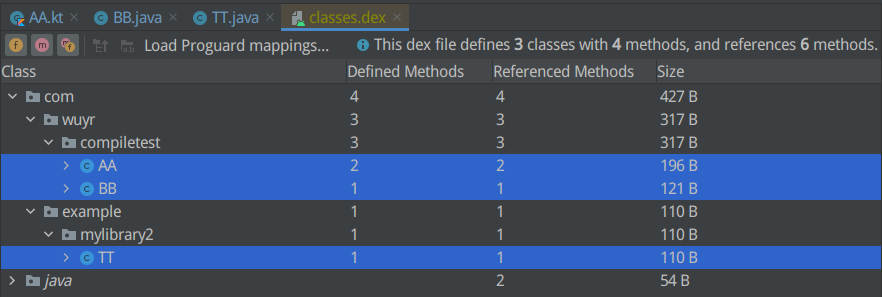 AA.kt × BB.java × TT.java × classes.dex ×
f m m f Load Proguard mappings... This dex file defines 3 classes with 4 methods, and references 6 methods.
Class Defined Methods Referenced Methods Size
com 4 4 427 B
wuyr 3 3 317 B
compiletest 3 3 317 B
C AA 2 2 196 B
C BB 1 1 121 B
example 1 1 110 B
mylibrary2 1 1 110 B
C TT 1 1 110 B
java 2 54 B